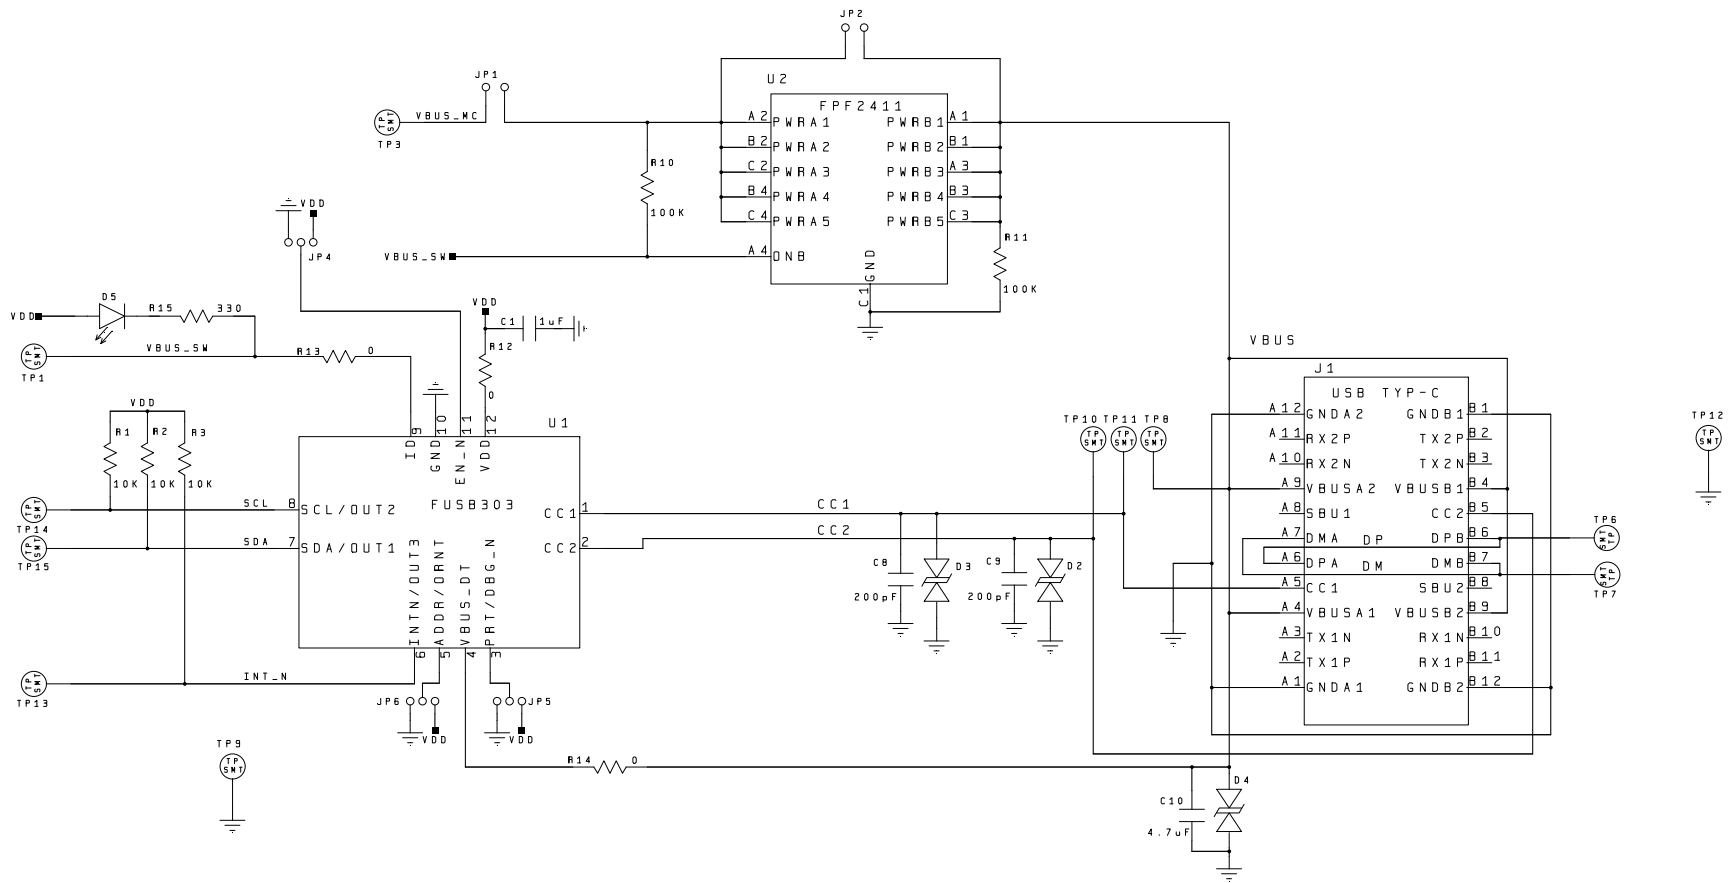 JP2
U2
JP1
FPF2411
VBUS_MC
TP SMT
TP3
A2 PWRA1 PWRB1 A1
B2 PWRA2 PWRB2 B1
C2 PWRA3 PWRB3 A3
B4 PWRA4 PWRB4 B3
C4 PWRA5 PWRB5 C3
R10
100K
VDD
JP4
R11
100K
VBUS_SW
A4 ONB
GND
C1
D5
VDD
R15 330
VBUS_SW
TP SMT
TP1
R13 0
VDD
C1 1uF
R12
0
VBUS
J1
USB TYP-C
A12 GNDA2 GNDB1 B1
A11 RX2P TX2P B2
A10 RX2N TX2N B3
A9 VBUSA2 VBUSB1 B4
A8 SBU1 CC2 B5
A7 DMA DP DPB B6
A6 DPA DM DMB B7
A5 CC1 SBU2 B8
A4 VBUSA1 VBUSB2 B9
A3 TX1N RX1N B10
A2 TX1P RX1P B11
A1 GNDA1 GNDB2 B12
TP10 TP11 TP8
TP SMT
TP SMT
TP SMT
TP12
TP SMT
TP6
SMT TP
SMT TP
TP7
VDD
R1 R2 R3
10K 10K 10K
U1
FUSB303
ID 9
GND 10
EN_N 11
VDD 12
TP SMT
TP14
SCL 8 SCL/OUT2
TP SMT
TP15
SDA 7 SDA/OUT1
CC1 1 CC1
CC2 2 CC2
INTN/OUT3 6
ADDR/ORNT 5
VBUS_DT 4
PRT/DBG_N 3
C8
200pF
D3
C9
200pF
D2
TP SMT
TP13
INT_N
JP6
VDD
JP5
VDD
TP9
TP SMT
R14 0
C10
4.7uF
D4